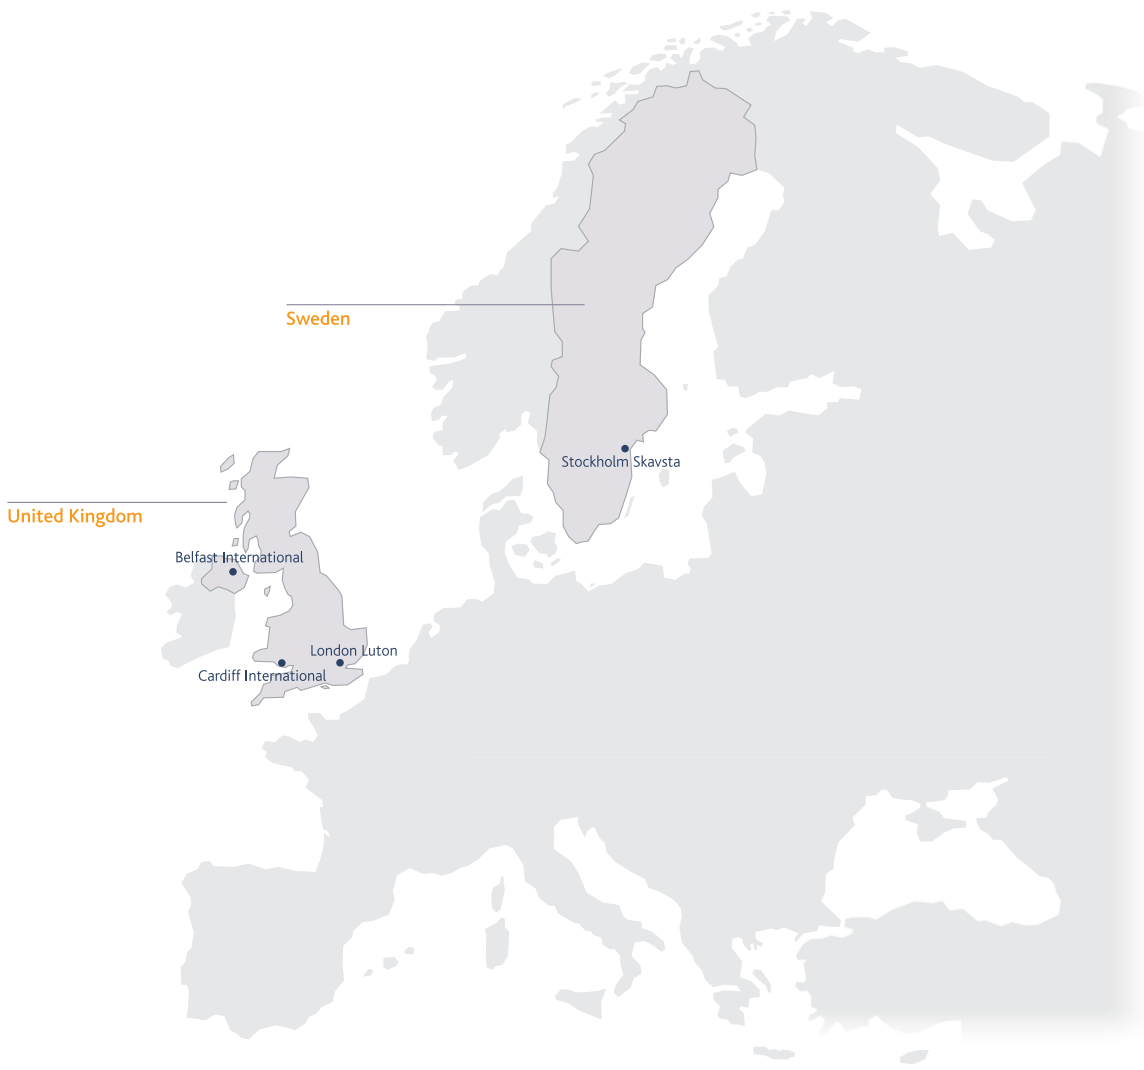 Sweden
Stockholm Skavsta
United Kingdom
Belfast International
London Luton
Cardiff International